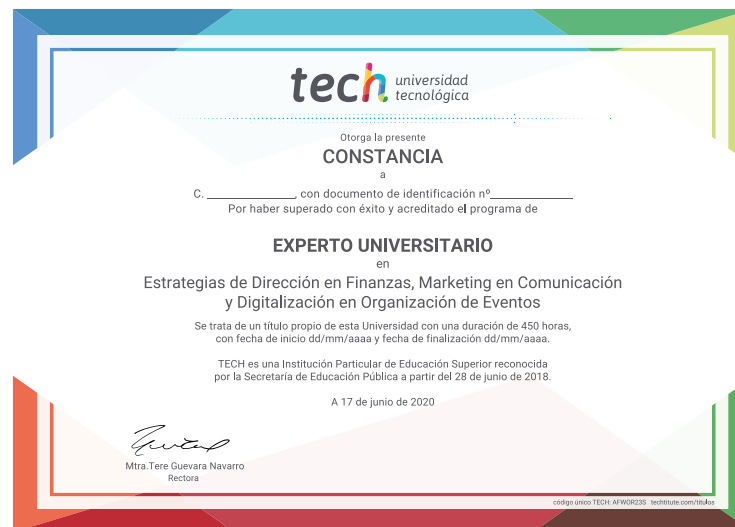 tech universidad
tecnológica
Otorga la presente
CONSTANCIA
a
C. ________________, con documento de identificación nº______________
Por haber superado con éxito y acreditado el programa de
EXPERTO UNIVERSITARIO
en
Estrategias de Dirección en Finanzas, Marketing en Comunicación
y Digitalización en Organización de Eventos
Se trata de un título propio de esta Universidad con una duración de 450 horas,
con fecha de inicio dd/mm/aaaa y fecha de finalización dd/mm/aaaa.
TECH es una Institución Particular de Educación Superior reconocida
por la Secretaría de Educación Pública a partir del 28 de junio de 2018.
A 17 de junio de 2020
Mtra.Tere Guevara Navarro
Rectora
código único TECH: AFWOR23S techtitute.com/títulos